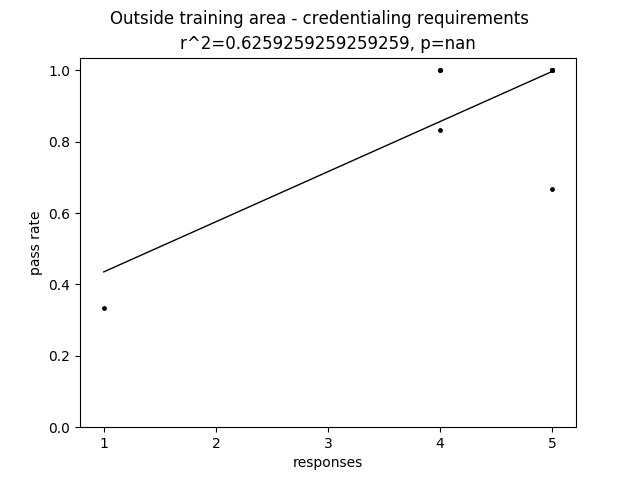 Outside training area - credentialing requirements
r^2=0.6259259259259259, p=nan
1.0
0.8
0.6
0.4
0.2
0.0
pass rate
1 2 3 4 5
responses